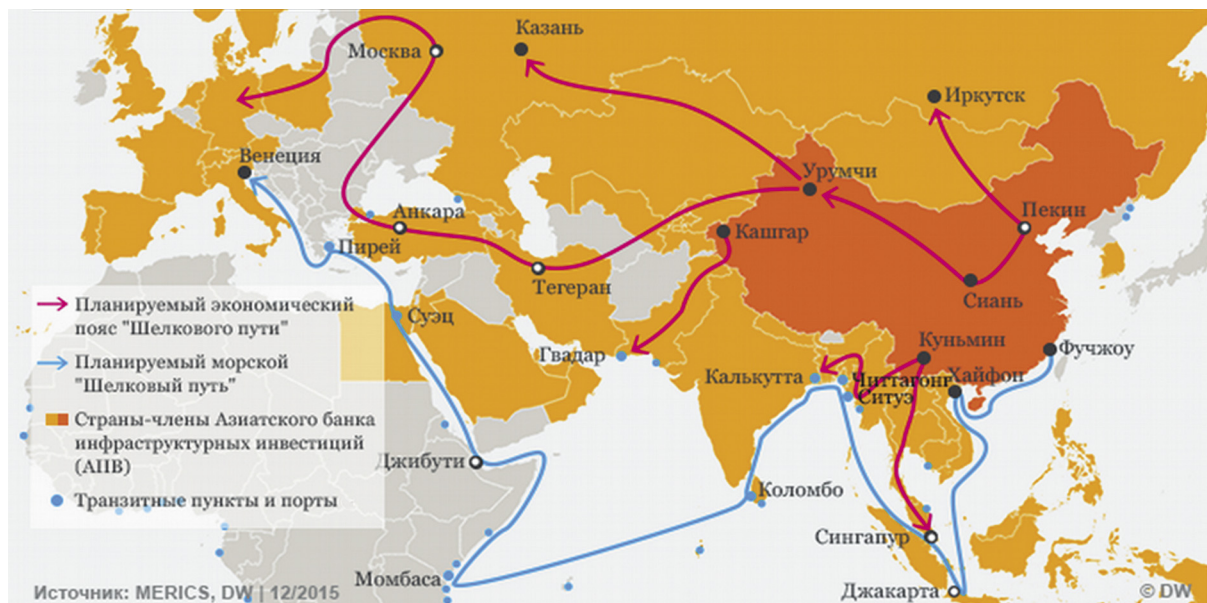 Казань
Москва
Иркутск
Венеция
Урумчи
Анкара
Пекин
Кашгар
Пирей
Тегеран
Сиань
Планируемый экономический
пояс "Шелкового пути"
Суэц
Куньмин
Фучжоу
Гвадар
Планируемый морской
"Шелковый путь"
Калькутта
Читтагонг
Хайфон
Ситуэ
Страны-члены Азиатского банка
инфраструктурных инвестиций
(АПВ)
Джибути
Коломбо
Транзитные пункты и порты
Сингапур
Момбаса
Джакарта
Источник: MERICS, DW | 12/2015
© DW